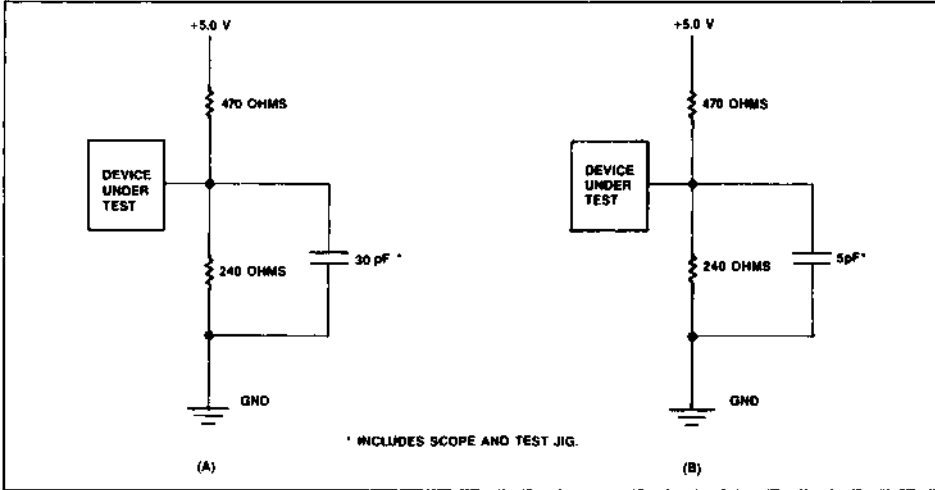 +5.0 V
470 OHMS
DEVICE
UNDER
TEST
240 OHMS
30 pF *
GND
(A)
+5.0 V
470 OHMS
DEVICE
UNDER
TEST
240 OHMS
5pF*
GND
(B)
* INCLUDES SCOPE AND TEST JIG.